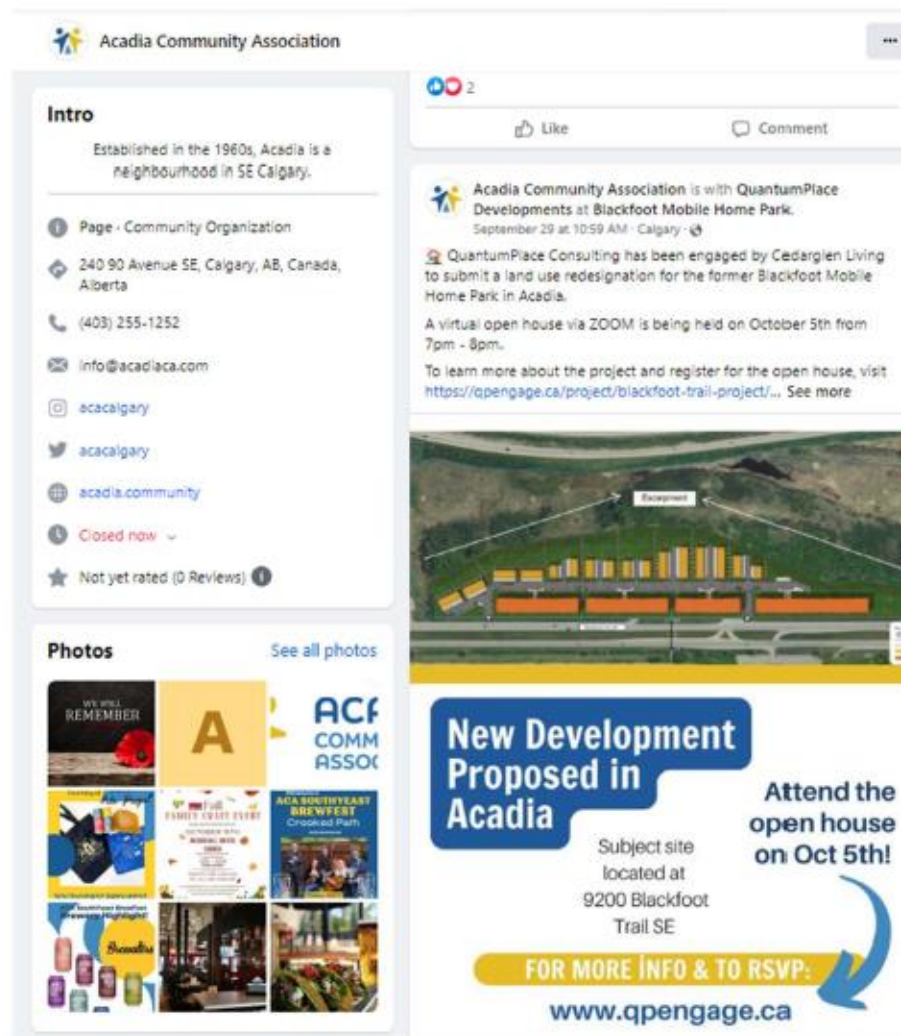 Acadia Community Association
Intro
Established in the 1960s, Acadia is a
neighbourhood in SE Calgary.
Page · Community Organization
240 90 Avenue SE, Calgary, AB, Canada,
Alberta
(403) 255-1252
info@acadiaca.com
acacalgary
acacalgary
acadia.community
Closed now
Not yet rated (0 Reviews)
Photos
See all photos
WE WILL
REMEMBER
A
ACA
COMM
ASSOC
FAMILY CRAFT EVENT
ACA SOUTHYEAST
BREWFEST
Crooked Path
Brewery Highlight!
2
Like
Comment
Acadia Community Association is with QuantumPlace
Developments at Blackfoot Mobile Home Park.
September 29 at 10:59 AM · Calgary ·
QuantumPlace Consulting has been engaged by Cedarglen Living
to submit a land use redesignation for the former Blackfoot Mobile
Home Park in Acadia.
A virtual open house via ZOOM is being held on October 5th from
7pm - 8pm.
To learn more about the project and register for the open house, visit
https://qpengage.ca/project/blackfoot-trail-project/... See more
Escarpment
New Development
Proposed in
Acadia
Subject site
located at
9200 Blackfoot
Trail SE
Attend the
open house
on Oct 5th!
FOR MORE INFO & TO RSVP:
www.qpengage.ca